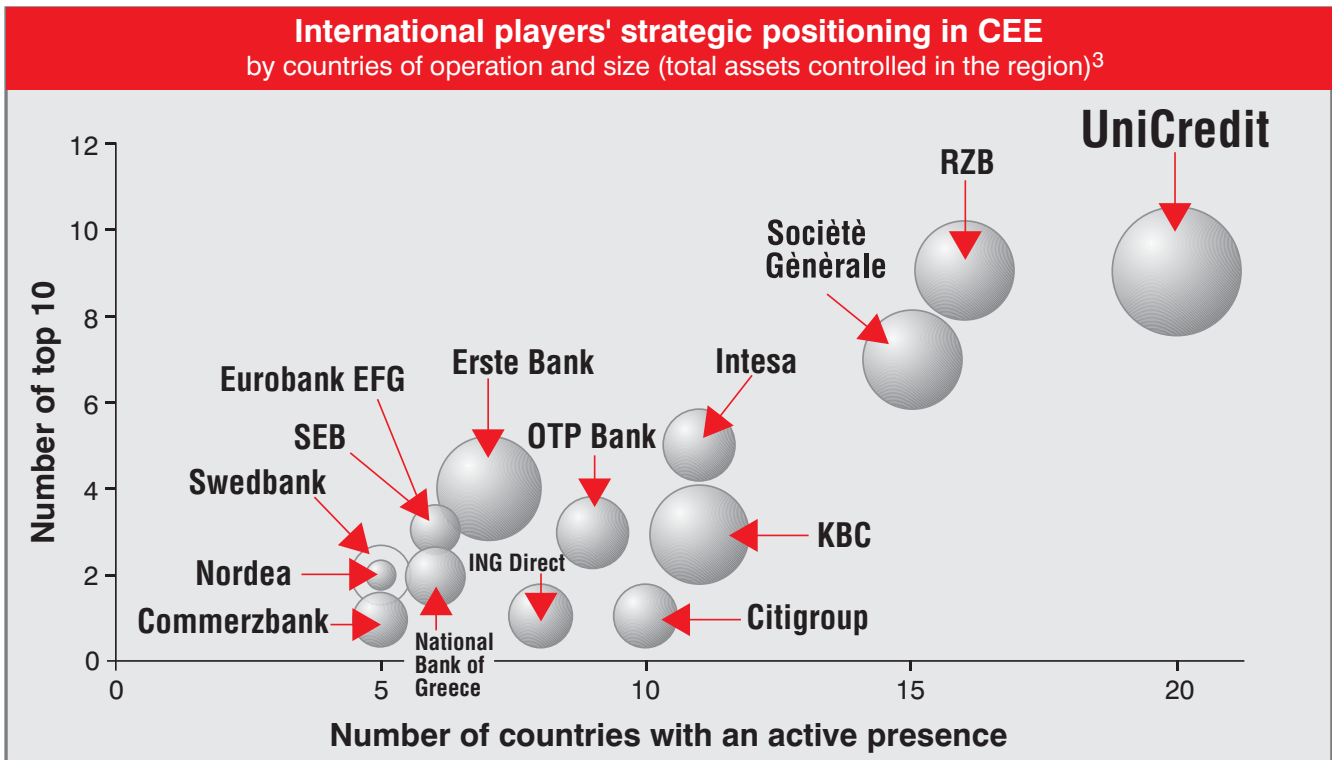 International players' strategic positioning in CEE
by countries of operation and size (total assets controlled in the region)3
UniCredit
RZB
Sociètè
Gènèrale
Intesa
Erste Bank
Eurobank EFG
OTP Bank
SEB
Swedbank
KBC
ING Direct
Nordea
Citigroup
Commerzbank
National
Bank of
Greece
Number of top 10
12
10
8
6
4
2
0
0
5
10
15
20
Number of countries with an active presence